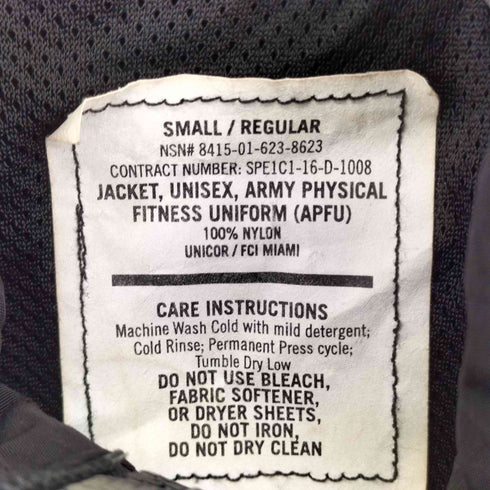 SMALL / REGULAR
NSN# 8415-01-623-8623
CONTRACT NUMBER: SPE1C1-16-D-1008
JACKET, UNISEX, ARMY PHYSICAL
FITNESS UNIFORM (APFU)
100% NYLON
UNICOR / FCI MIAMI
CARE INSTRUCTIONS
Machine Wash Cold with mild detergent;
Cold Rinse; Permanent Press cycle;
Tumble Dry Low
DO NOT USE BLEACH,
FABRIC SOFTENER,
OR DRYER SHEETS,
DO NOT IRON,
DO NOT DRY CLEAN